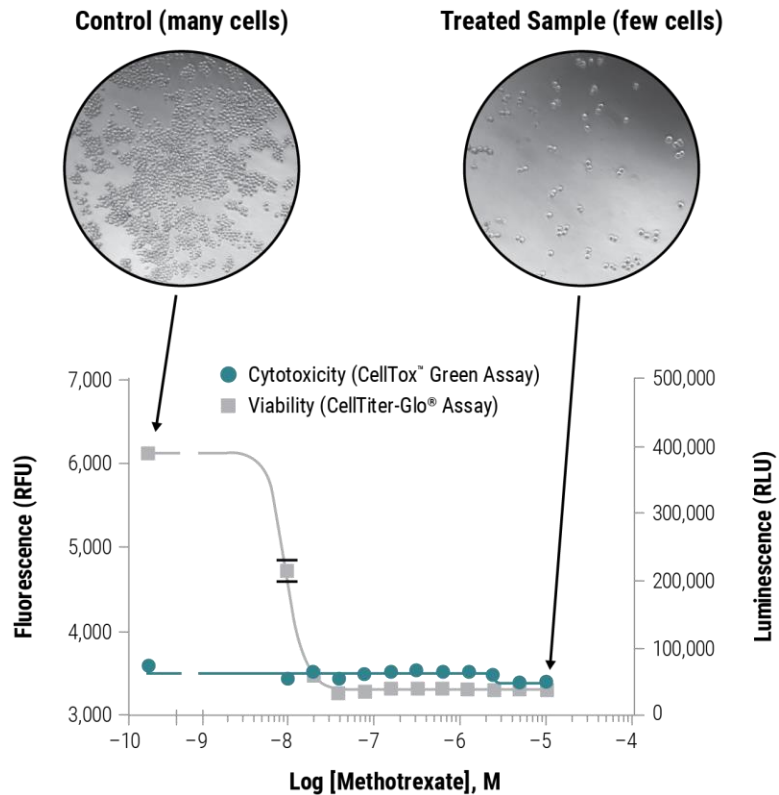 Control (many cells)
Treated Sample (few cells)
Cytotoxicity (CellTox™ Green Assay)
Viability (CellTiter-Glo® Assay)
Fluorescence (RFU)
7,000
6,000
5,000
4,000
3,000
Luminescence (RLU)
500,000
400,000
300,000
200,000
100,000
0
–10
–9
–8
–7
–6
–5
–4
Log [Methotrexate], M